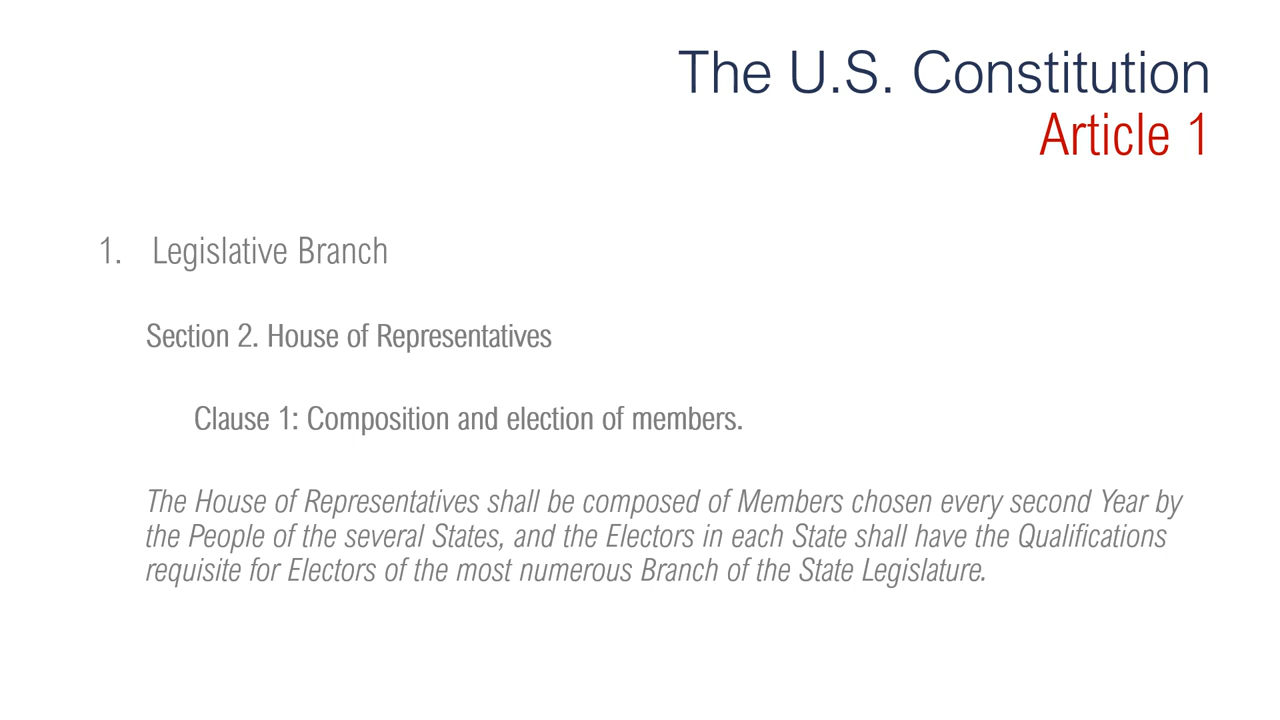 The U.S. Constitution
Article 1
1. Legislative Branch
Section 2. House of Representatives
Clause 1: Composition and election of members.
The House of Representatives shall be composed of Members chosen every second Year by
the People of the several States, and the Electors in each State shall have the Qualifications
requisite for Electors of the most numerous Branch of the State Legislature.